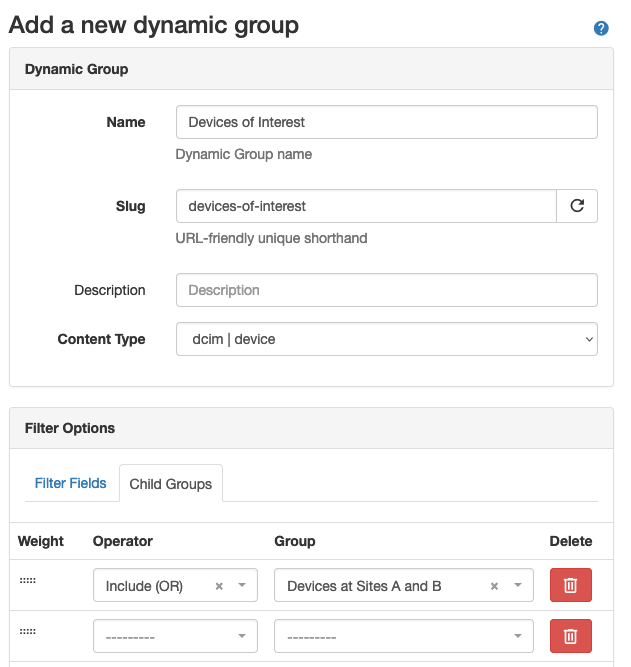 Add a new dynamic group
?
Dynamic Group
Name
Devices of Interest
Dynamic Group name
Slug
devices-of-interest
URL-friendly unique shorthand
Description
Description
Content Type
dcim | device
Filter Options
Filter Fields
Child Groups
Weight Operator Group Delete
Include (OR) × Devices at Sites A and B ×
--------- ---------